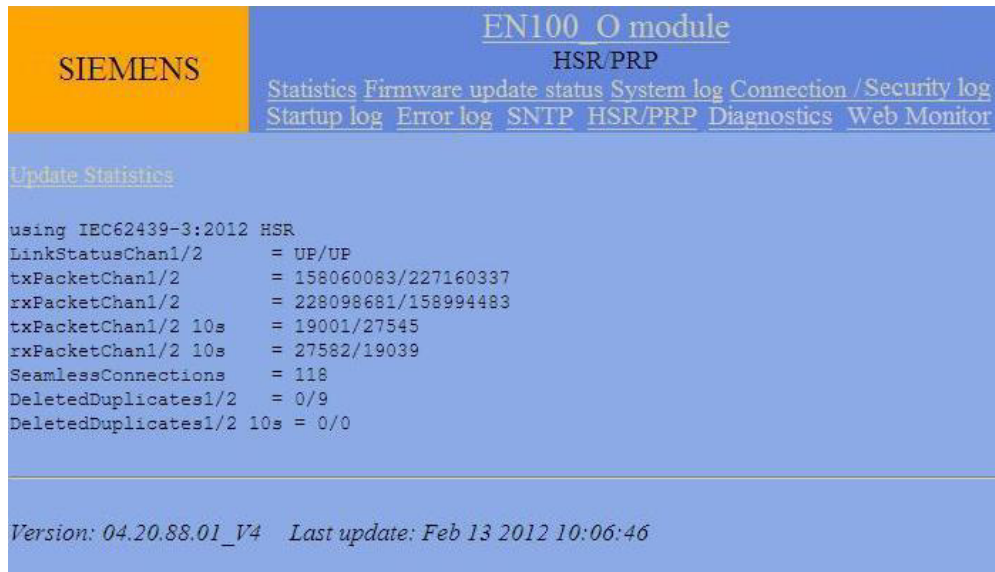 SIEMENS
EN100_O module
HSR/PRP
Statistics Firmware update status System log Connection /Security log
Startup log Error log SNTP HSR/PRP Diagnostics Web Monitor
Update Statistics
using IEC62439-3:2012 HSR
LinkStatusChan1/2 = UP/UP
txPacketChan1/2 = 158060083/227160337
rxPacketChan1/2 = 228098681/158994483
txPacketChan1/2 10s = 19001/27545
rxPacketChan1/2 10s = 27582/19039
SeamlessConnections = 118
DeletedDuplicates1/2 = 0/9
DeletedDuplicates1/2 10s = 0/0
Version: 04.20.88.01_V4 Last update: Feb 13 2012 10:06:46